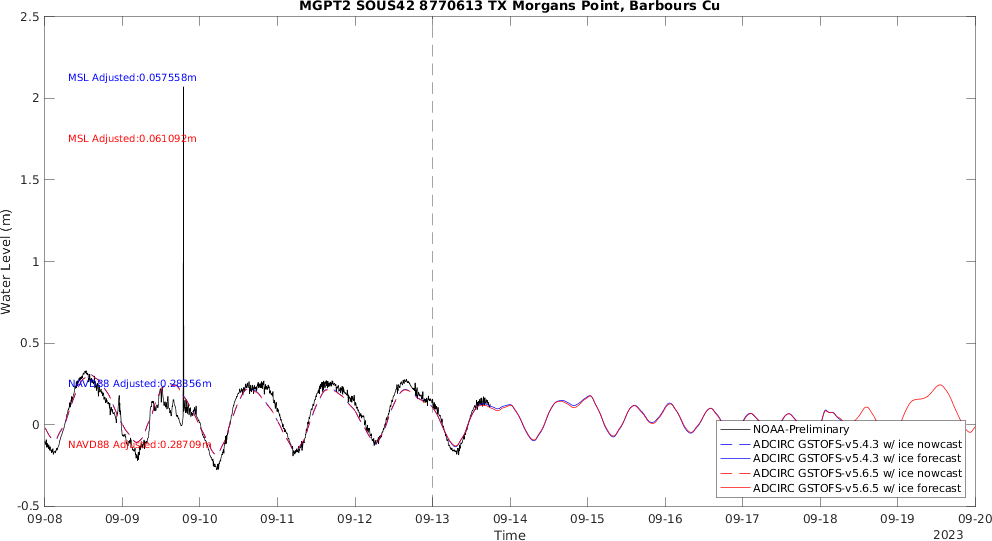 MGPT2 SOUS42 8770613 TX Morgans Point, Barbours Cu
2.5
2
1.5
1
0.5
0
-0.5
Water Level (m)
MSL Adjusted:0.057558m
MSL Adjusted:0.061092m
NAVD88 Adjusted:0.28356m
NAVD88 Adjusted:0.28709m
NOAA-Preliminary
ADCIRC GSTOFS-v5.4.3 w/ ice nowcast
ADCIRC GSTOFS-v5.4.3 w/ ice forecast
ADCIRC GSTOFS-v5.6.5 w/ ice nowcast
ADCIRC GSTOFS-v5.6.5 w/ ice forecast
09-08 09-09 09-10 09-11 09-12 09-13 09-14 09-15 09-16 09-17 09-18 09-19 09-20
Time
2023